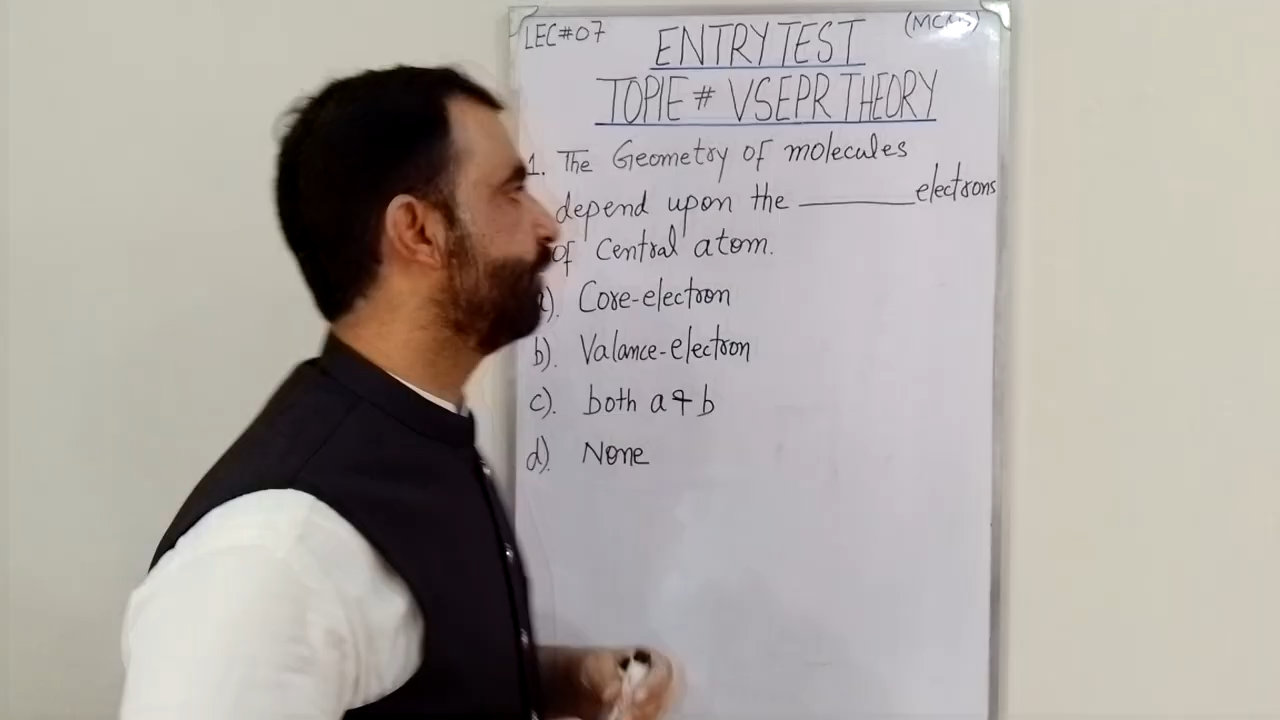 LEC#07
ENTRY TEST
(MCQS)
TOPIE # VSEPR THEORY
1. The Geometry of molecules
depend upon the ________ electrons
of Central atom.
a). Core-electron
b). Valance-electron
c). both a & b
d). None